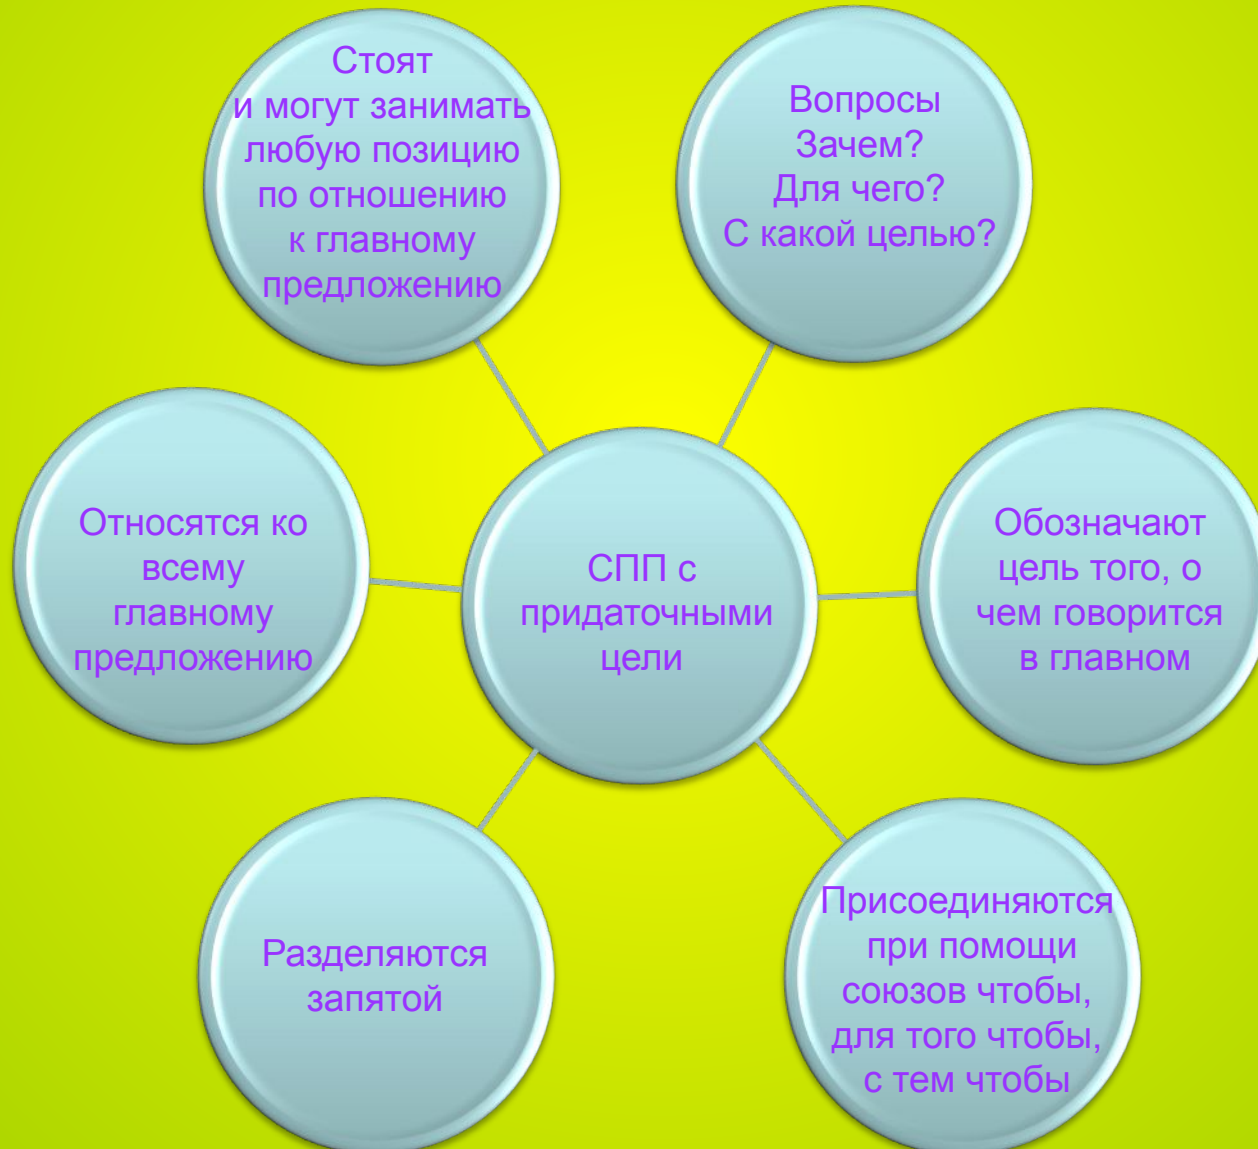 Стоят
и могут занимать
любую позицию
по отношению
к главному
предложению
Вопросы
Зачем?
Для чего?
С какой целью?
Относятся ко
всему
главному
предложению
СПП с
придаточными
цели
Обозначают
цель того, о
чем говорится
в главном
Разделяются
запятой
Присоединяются
при помощи
союзов чтобы,
для того чтобы,
с тем чтобы